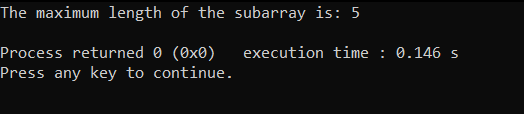 The maximum length of the subarray is: 5
Process returned 0 (0x0)   execution time : 0.146 s
Press any key to continue.